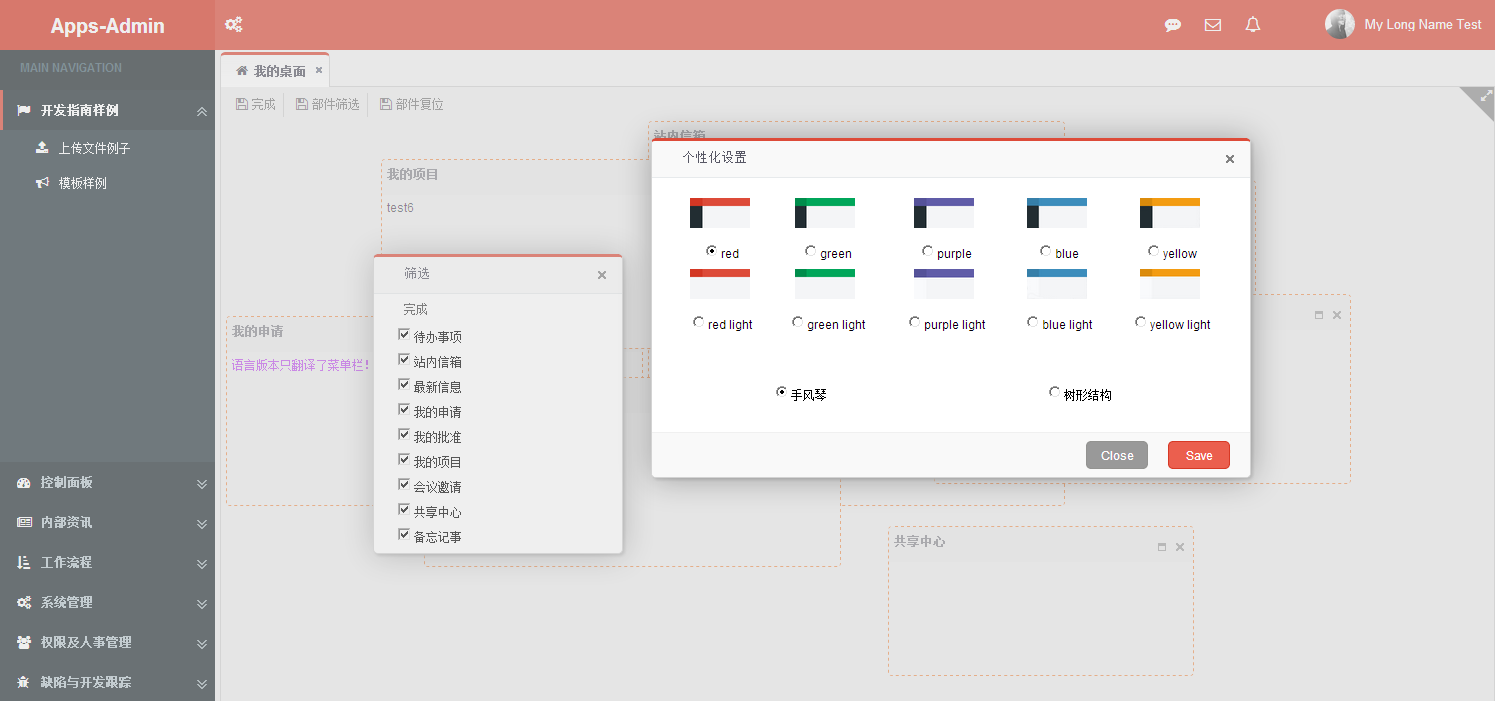 Apps-Admin
My Long Name Test
MAIN NAVIGATION
开发指南样例
上传文件例子
模板样例
控制面板
内部资讯
工作流程
系统管理
权限及人事管理
缺陷与开发跟踪
我的桌面
完成
部件筛选
部件复位
站内信箱
我的项目
test6
我的申请
语言版本只翻译了菜单栏!
筛选
完成
待办事项
站内信箱
最新信息
我的申请
我的批准
我的项目
会议邀请
共享中心
备忘记事
个性化设置
red
green
purple
blue
yellow
red light
green light
purple light
blue light
yellow light
手风琴
树形结构
Close
Save
共享中心